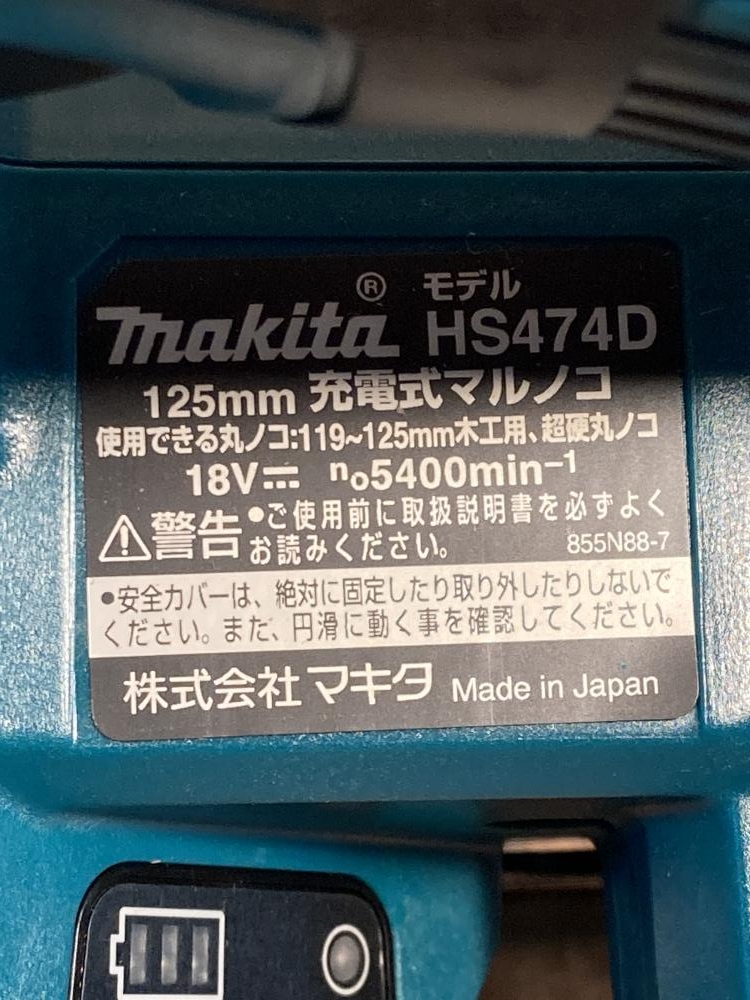 makita® モデル HS474D
125mm 充電式マルノコ
使用できる丸ノコ:119~125mm木工用、超硬丸ノコ
18V⎓ n₀5400min⁻¹
⚠警告 ●ご使用前に取扱説明書を必ずよく
お読みください。 855N88-7
●安全カバーは、絶対に固定したり取り外したりしないで
ください。また、円滑に動く事を確認してください。
株式会社マキタ Made in Japan